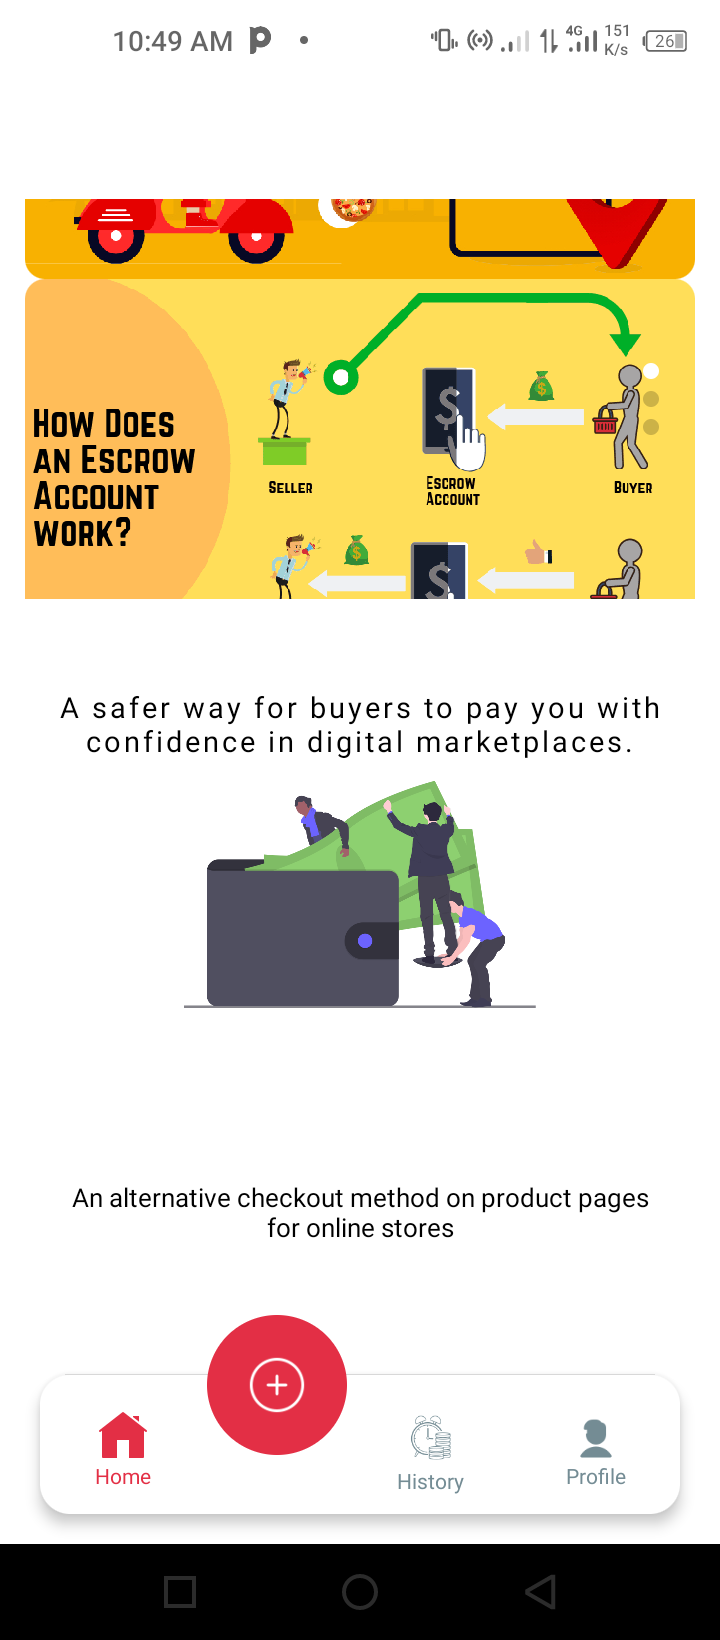 10:49 AM
4G
151
K/s
26
HOW DOES
AN ESCROW
ACCOUNT
WORK?
SELLER
ESCROW
ACCOUNT
BUYER
A safer way for buyers to pay you with
confidence in digital marketplaces.
An alternative checkout method on product pages
for online stores
Home
History
Profile